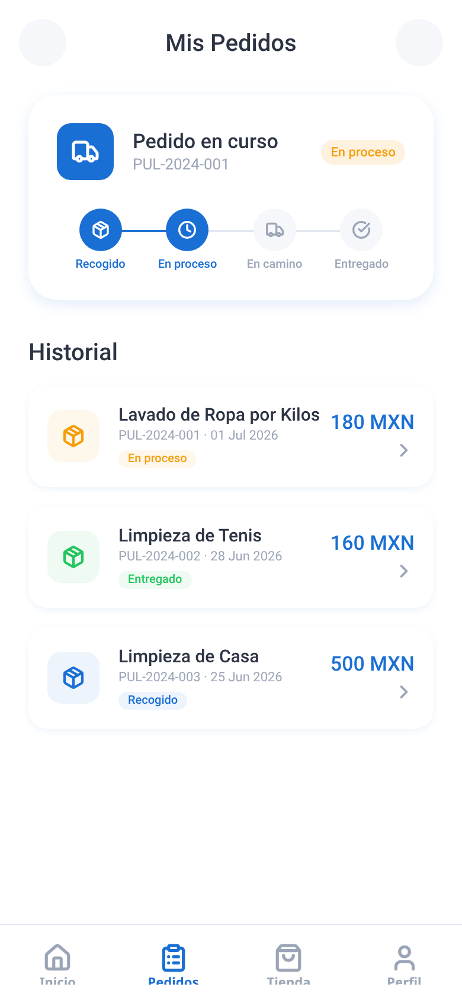 Mis Pedidos
Pedido en curso
PUL-2024-001
En proceso
Recogido
En proceso
En camino
Entregado
Historial
Lavado de Ropa por Kilos
180 MXN
PUL-2024-001 · 01 Jul 2026
En proceso
Limpieza de Tenis
160 MXN
PUL-2024-002 · 28 Jun 2026
Entregado
Limpieza de Casa
500 MXN
PUL-2024-003 · 25 Jun 2026
Recogido
Inicio
Pedidos
Tienda
Perfil